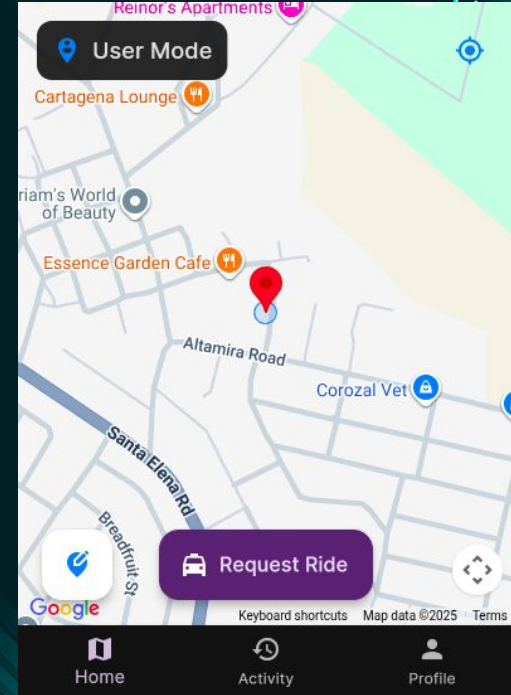 Reinor's Apartments
User Mode
Cartagena Lounge
riam's World
of Beauty
Essence Garden Cafe
Altamira Road
Corozal Vet
Santa Elena Rd
Breadfruit St
Request Ride
Google
Keyboard shortcuts Map data ©2025 Terms
Home
Activity
Profile